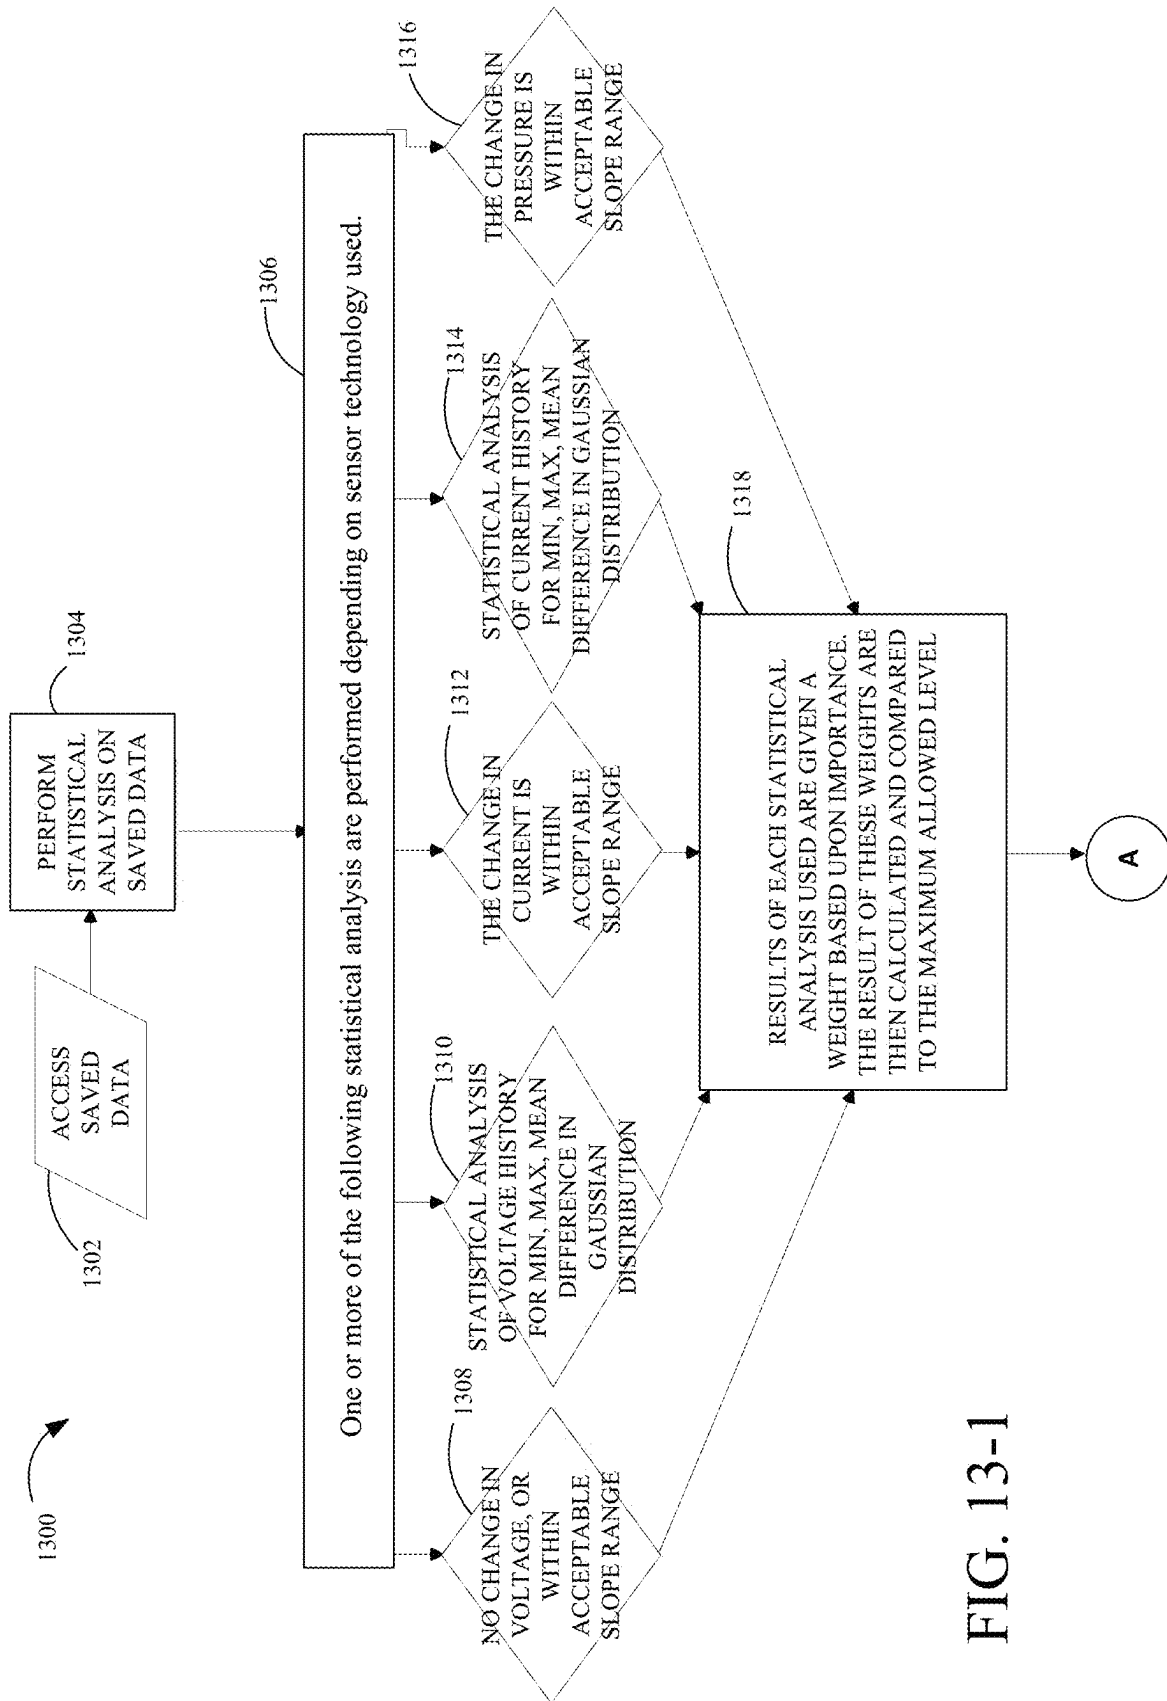 1300
1302
ACCESS
SAVED
DATA
1304
PERFORM
STATISTICAL
ANALYSIS ON
SAVED DATA
1306
One or more of the following statistical analysis are performed depending on sensor technology used.
1308
NO CHANGE IN
VOLTAGE, OR
WITHIN
ACCEPTABLE
SLOPE RANGE
1310
STATISTICAL ANALYSIS
OF VOLTAGE HISTORY
FOR MIN, MAX, MEAN
DIFFERENCE IN
GAUSSIAN
DISTRIBUTION
1312
THE CHANGE IN
CURRENT IS
WITHIN
ACCEPTABLE
SLOPE RANGE
1314
STATISTICAL ANALYSIS
OF CURRENT HISTORY
FOR MIN, MAX, MEAN
DIFFERENCE IN GAUSSIAN
DISTRIBUTION
1316
THE CHANGE IN
PRESSURE IS
WITHIN
ACCEPTABLE
SLOPE RANGE
1318
RESULTS OF EACH STATISTICAL
ANALYSIS USED ARE GIVEN A
WEIGHT BASED UPON IMPORTANCE.
THE RESULT OF THESE WEIGHTS ARE
THEN CALCULATED AND COMPARED
TO THE MAXIMUM ALLOWED LEVEL
A
FIG. 13-1